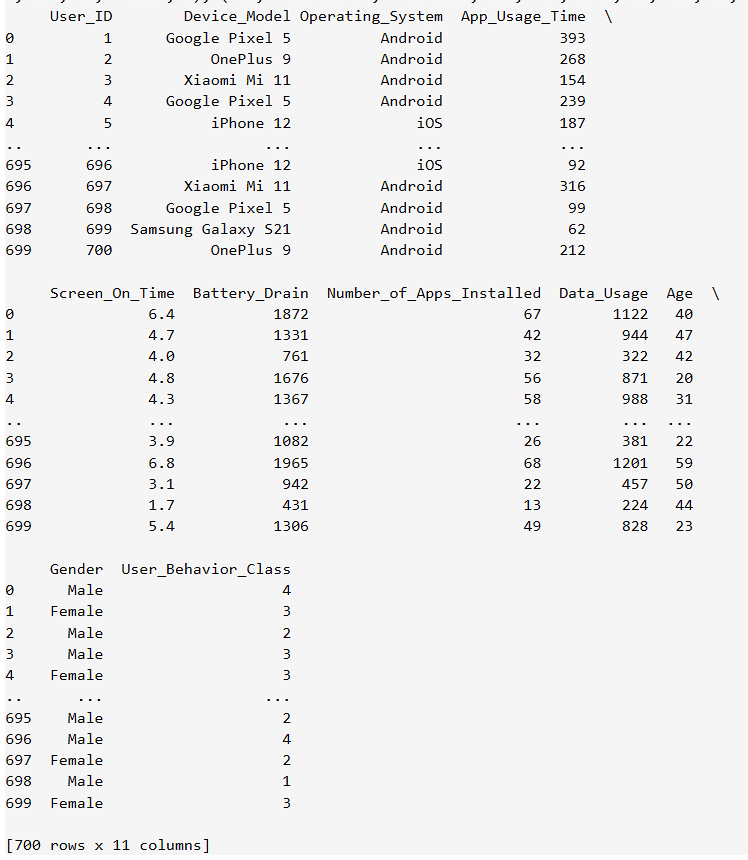 User_ID Device_Model Operating_System App_Usage_Time \
0 1 Google Pixel 5 Android 393
1 2 OnePlus 9 Android 268
2 3 Xiaomi Mi 11 Android 154
3 4 Google Pixel 5 Android 239
4 5 iPhone 12 iOS 187
.. ... ... ... ...
695 696 iPhone 12 iOS 92
696 697 Xiaomi Mi 11 Android 316
697 698 Google Pixel 5 Android 99
698 699 Samsung Galaxy S21 Android 62
699 700 OnePlus 9 Android 212
Screen_On_Time Battery_Drain Number_of_Apps_Installed Data_Usage Age \
0 6.4 1872 67 1122 40
1 4.7 1331 42 944 47
2 4.0 761 32 322 42
3 4.8 1676 56 871 20
4 4.3 1367 58 988 31
.. ... ... ... ... ...
695 3.9 1082 26 381 22
696 6.8 1965 68 1201 59
697 3.1 942 22 457 50
698 1.7 431 13 224 44
699 5.4 1306 49 828 23
Gender User_Behavior_Class
0 Male 4
1 Female 3
2 Male 2
3 Male 3
4 Female 3
.. ... ...
695 Male 2
696 Male 4
697 Female 2
698 Male 1
699 Female 3
[700 rows x 11 columns]